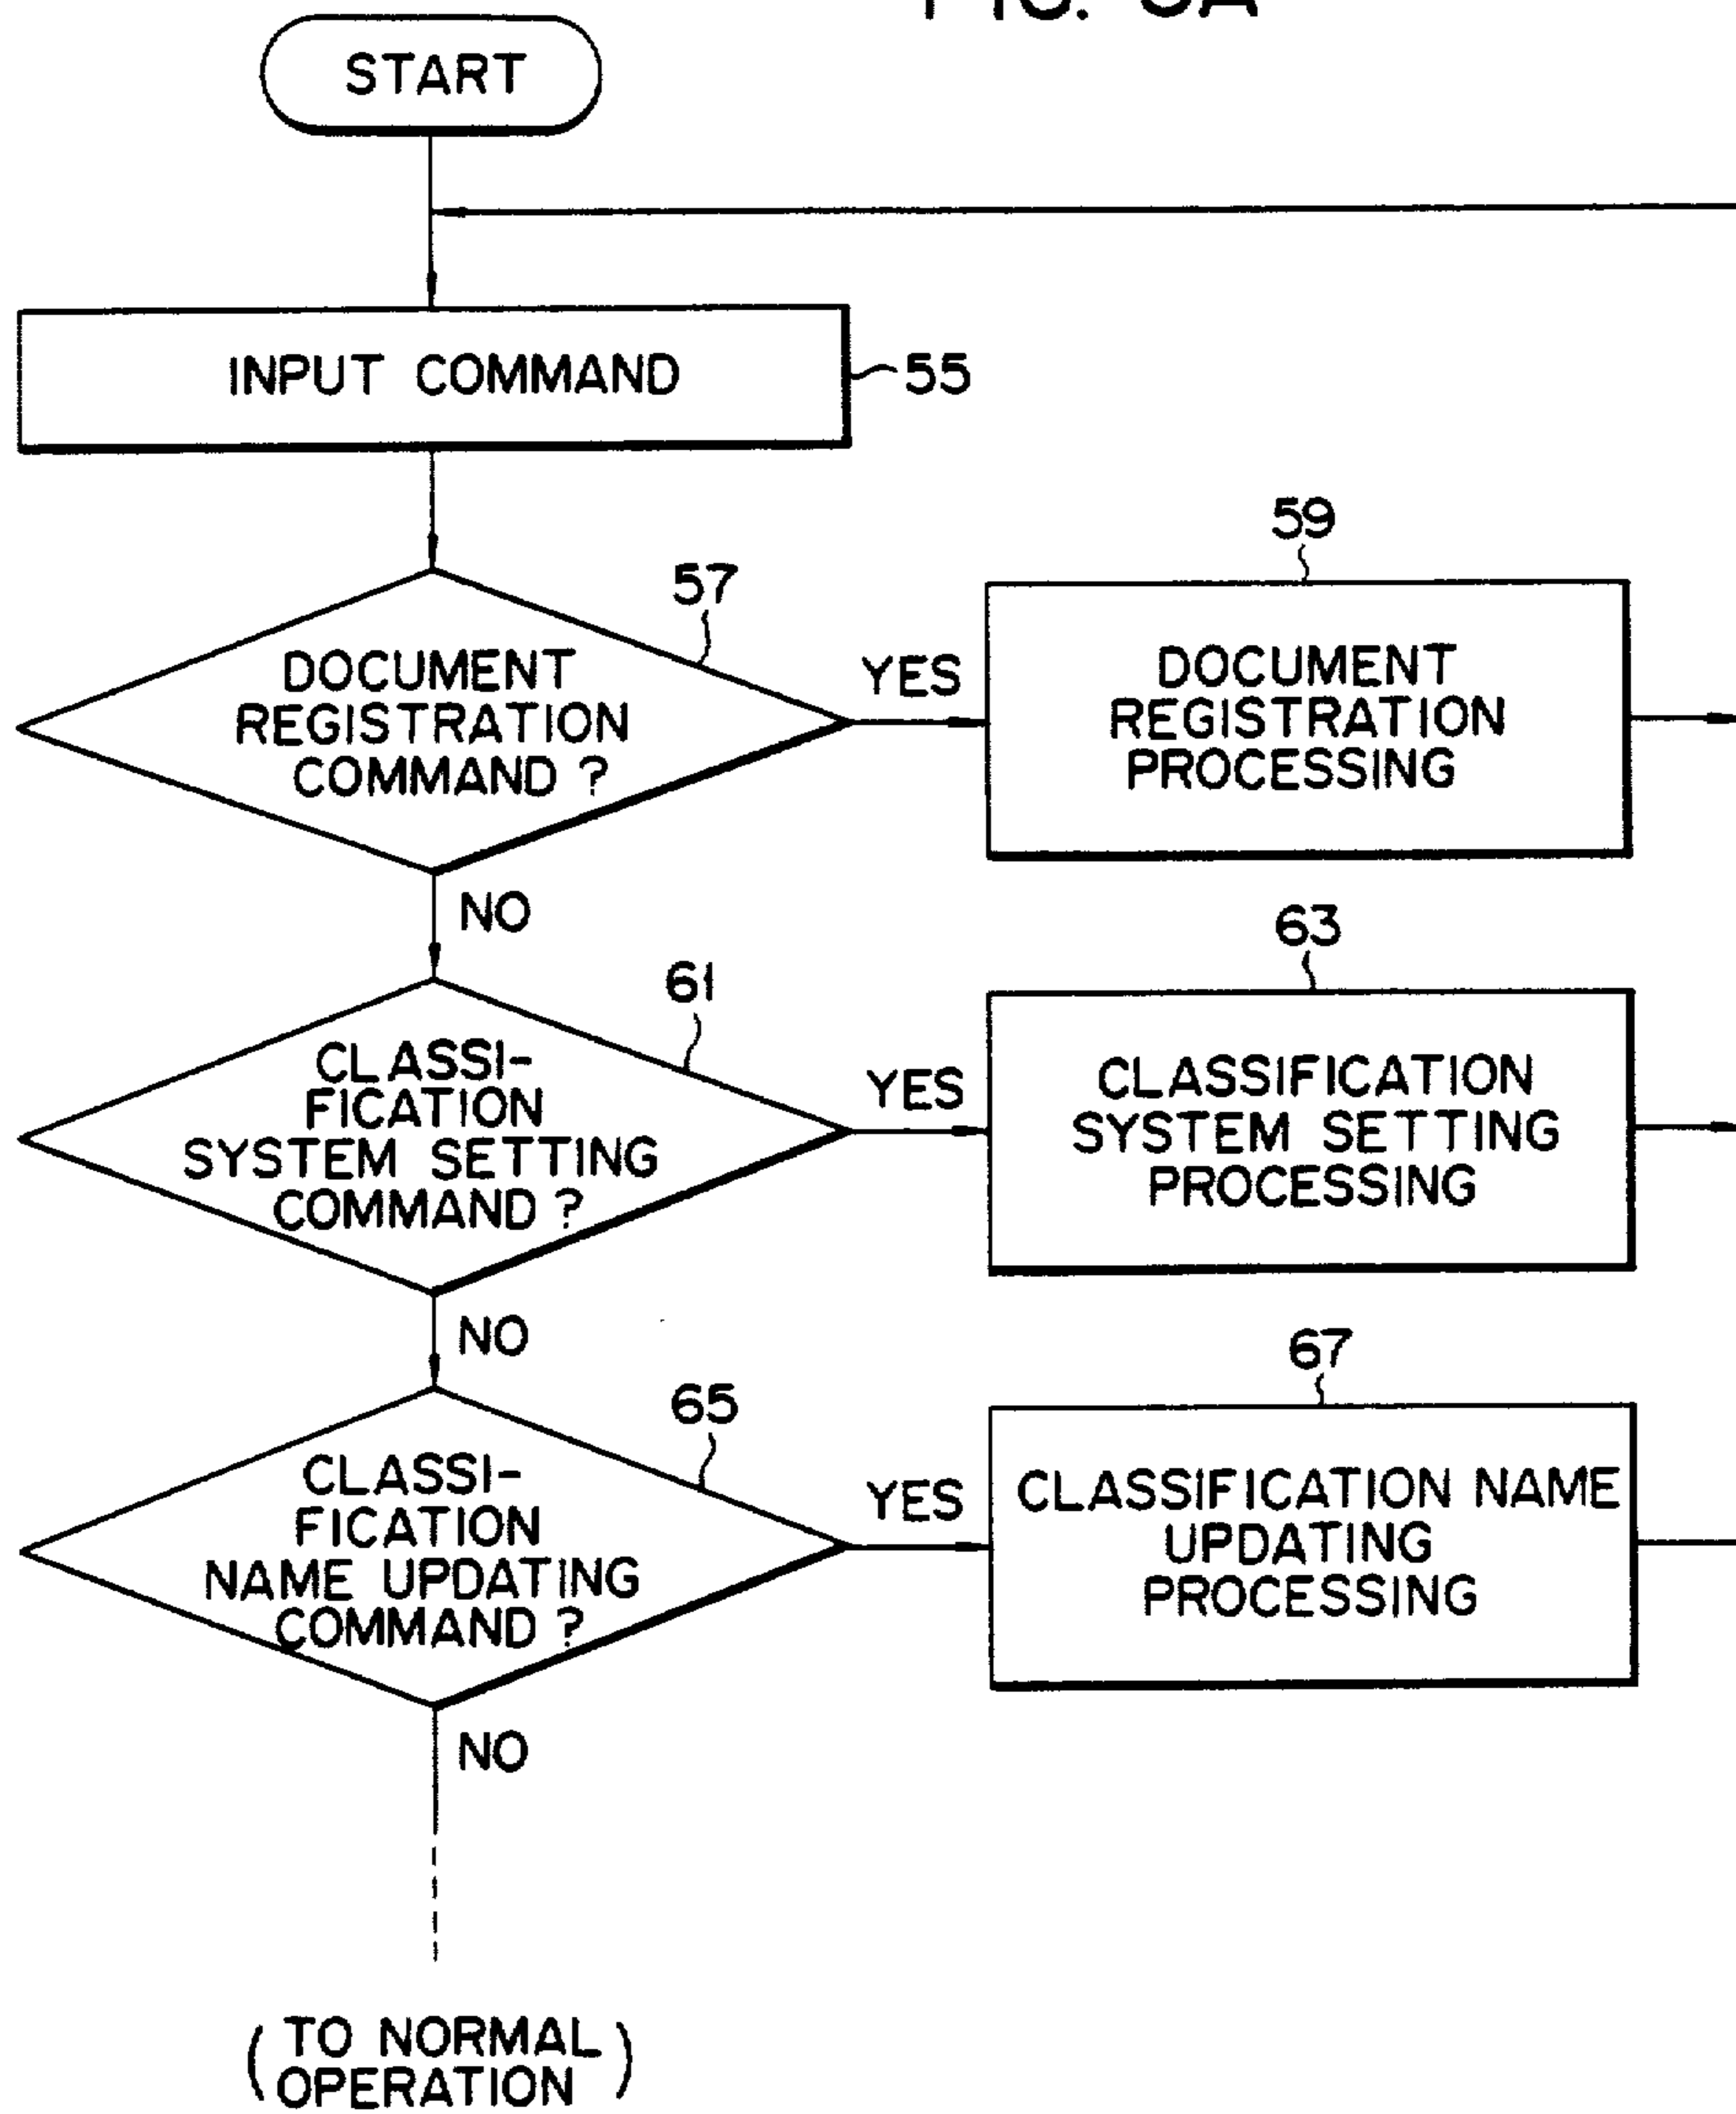 START
INPUT COMMAND
55
57
DOCUMENT
REGISTRATION
COMMAND ?
YES
59
DOCUMENT
REGISTRATION
PROCESSING
NO
61
CLASSI-
FICATION
SYSTEM SETTING
COMMAND ?
YES
63
CLASSIFICATION
SYSTEM SETTING
PROCESSING
NO
65
CLASSI-
FICATION
NAME UPDATING
COMMAND ?
YES
67
CLASSIFICATION NAME
UPDATING
PROCESSING
NO
(TO NORMAL
OPERATION)